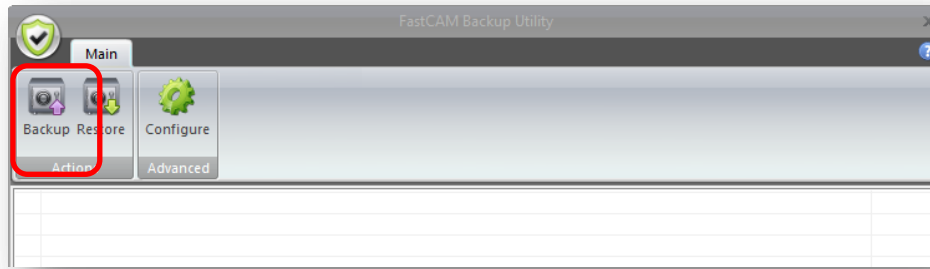 FastCAM Backup Utility
Main
Backup Restore Configure
Action Advanced